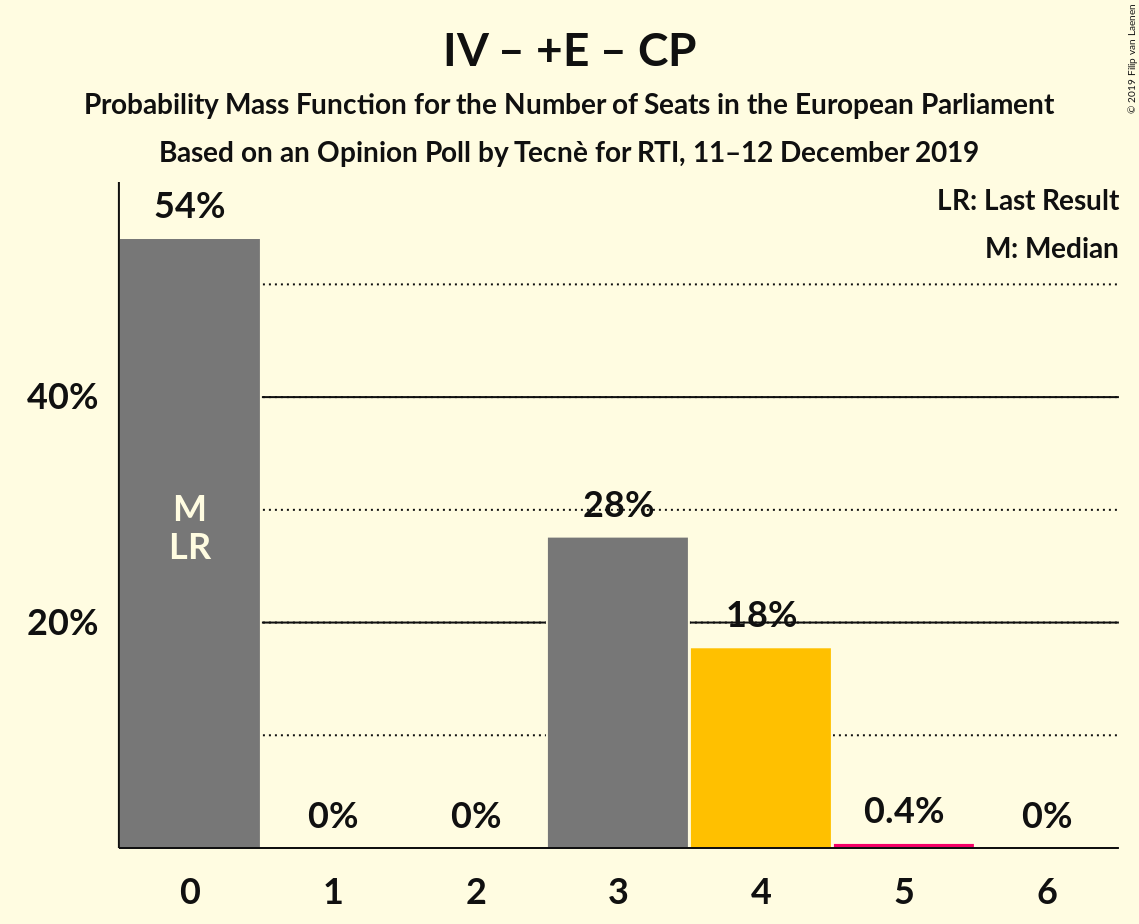 IV – +E – CP
Probability Mass Function for the Number of Seats in the European Parliament
Based on an Opinion Poll by Tecnè for RTI, 11–12 December 2019
© 2019 Filip van Laenen
LR: Last Result
M: Median
54%
40%
20%
M
LR
0%
0%
28%
18%
0.4%
0%
0
1
2
3
4
5
6